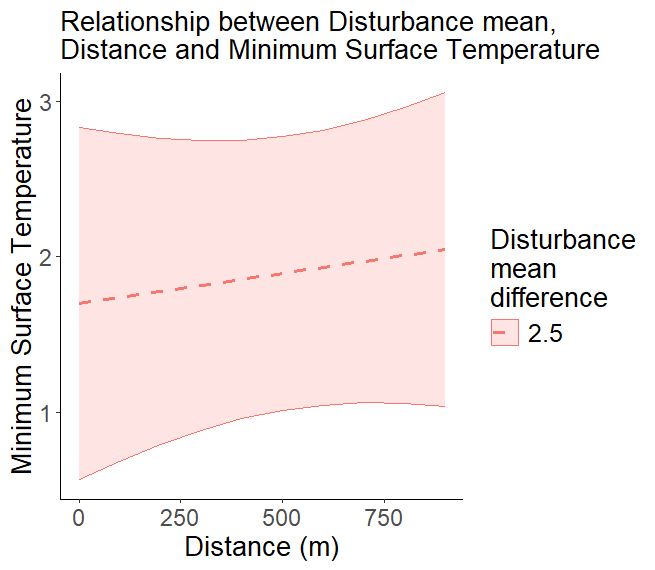 Relationship between Disturbance mean,
Distance and Minimum Surface Temperature
Minimum Surface Temperature
3
2
1
0
250
500
750
Distance (m)
Disturbance
mean
difference
2.5